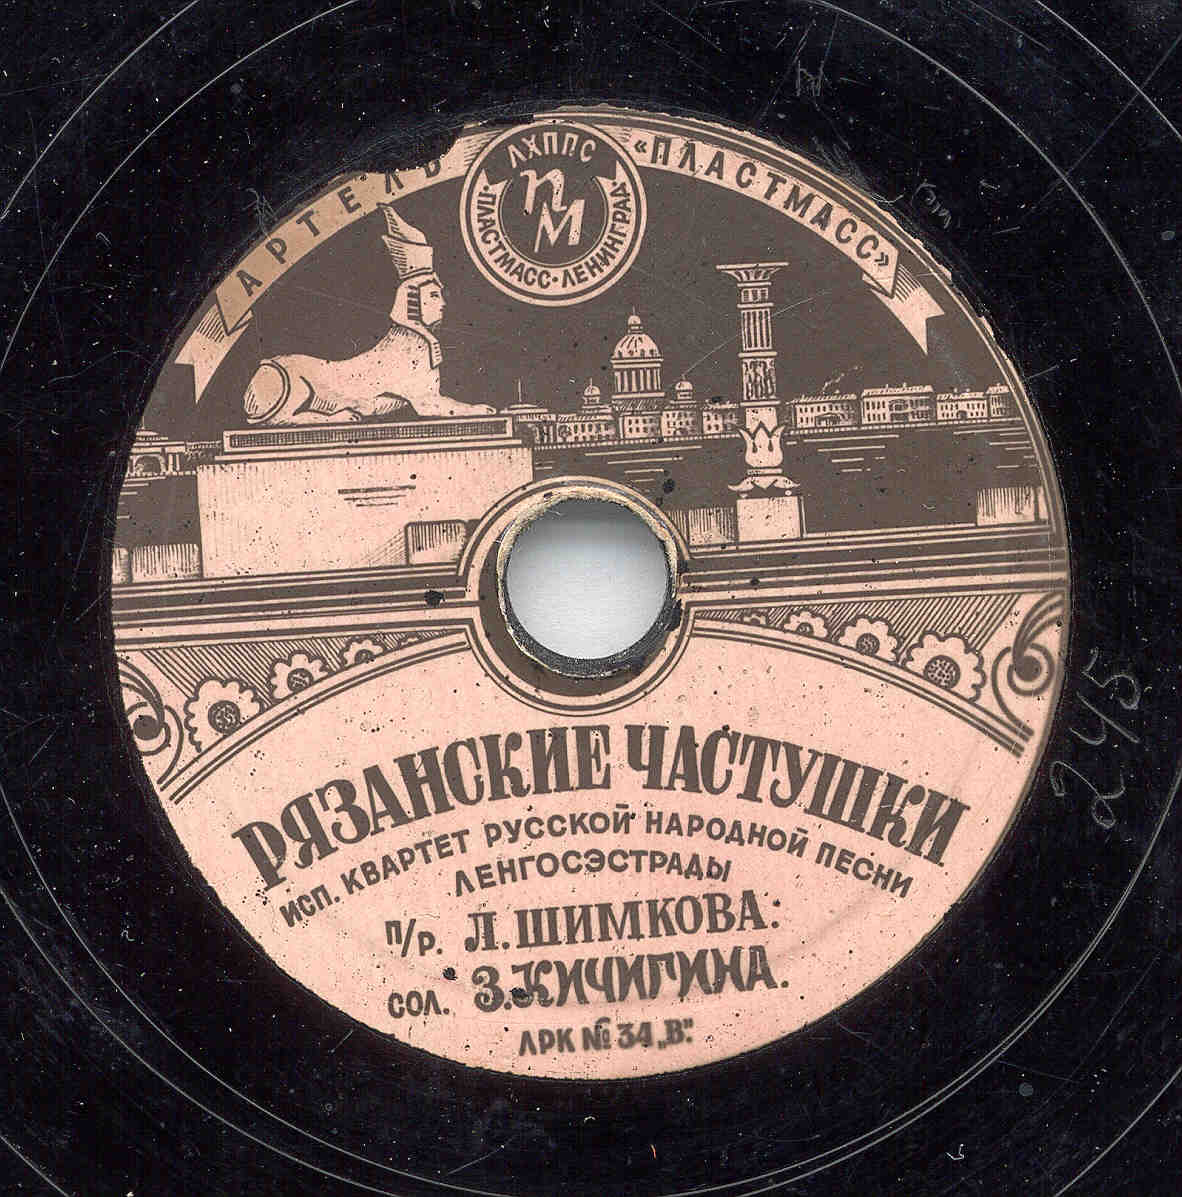 АРТЕЛЬ «ПЛАСТМАСС»
ЛХППС
ПМ
ПЛАСТМАСС·ЛЕНИНГРАД
РЯЗАНСКИЕ ЧАСТУШКИ
ИСП. КВАРТЕТ РУССКОЙ НАРОДНОЙ ПЕСНИ
ЛЕНГОСЭСТРАДЫ
П/Р. Л. ШИМКОВА:
СОЛ. З. КИЧИГИНА.
ЛРК № 34 „В".
245